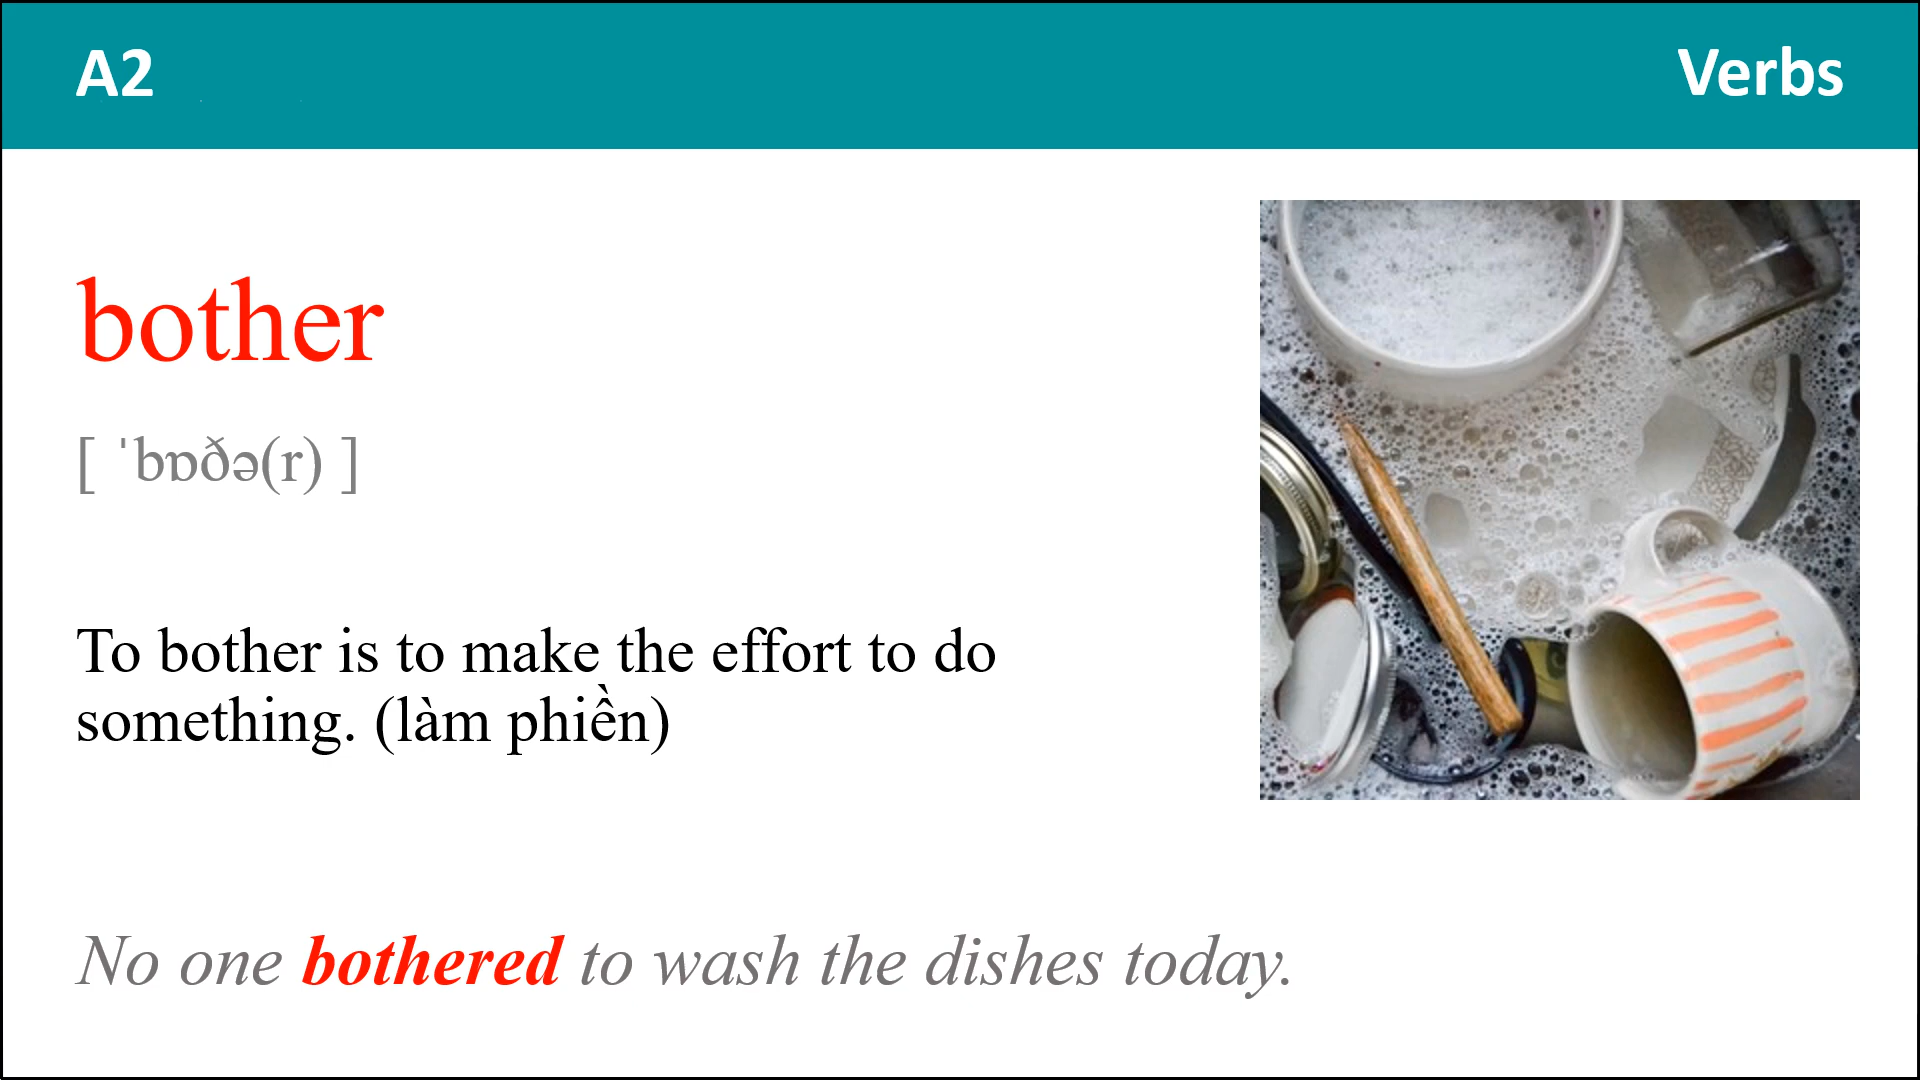 A2
Verbs
bother
[ ˈbɒðə(r) ]
To bother is to make the effort to do
something. (làm phiền)
No one bothered to wash the dishes today.